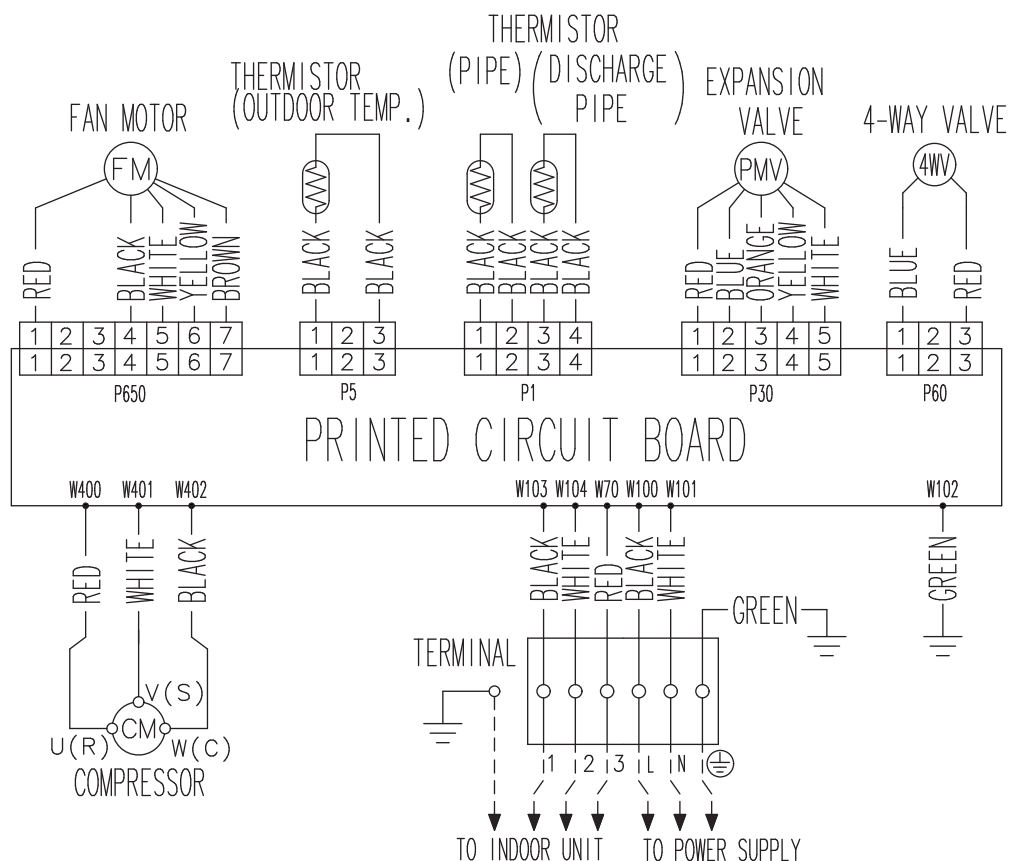 THERMISTOR
(PIPE) (DISCHARGE PIPE)
THERMISTOR
(OUTDOOR TEMP.)
EXPANSION
VALVE
FAN MOTOR
4-WAY VALVE
FM
PMV
4WV
RED BLACK WHITE YELLOW BROWN
BLACK BLACK
BLACK BLACK BLACK BLACK
RED BLUE ORANGE YELLOW WHITE
BLUE RED
1 2 3 4 5 6 7
1 2 3
1 2 3 4
1 2 3 4 5
1 2 3
1 2 3 4 5 6 7
1 2 3
1 2 3 4
1 2 3 4 5
1 2 3
P650 P5 P1 P30 P60
PRINTED CIRCUIT BOARD
W400 W401 W402 W103 W104 W70 W100 W101 W102
RED WHITE BLACK
BLACK WHITE RED BLACK WHITE
GREEN
GREEN
TERMINAL
V(S)
CM
U(R) W(C)
COMPRESSOR
1 2 3 L N
TO INDOOR UNIT TO POWER SUPPLY